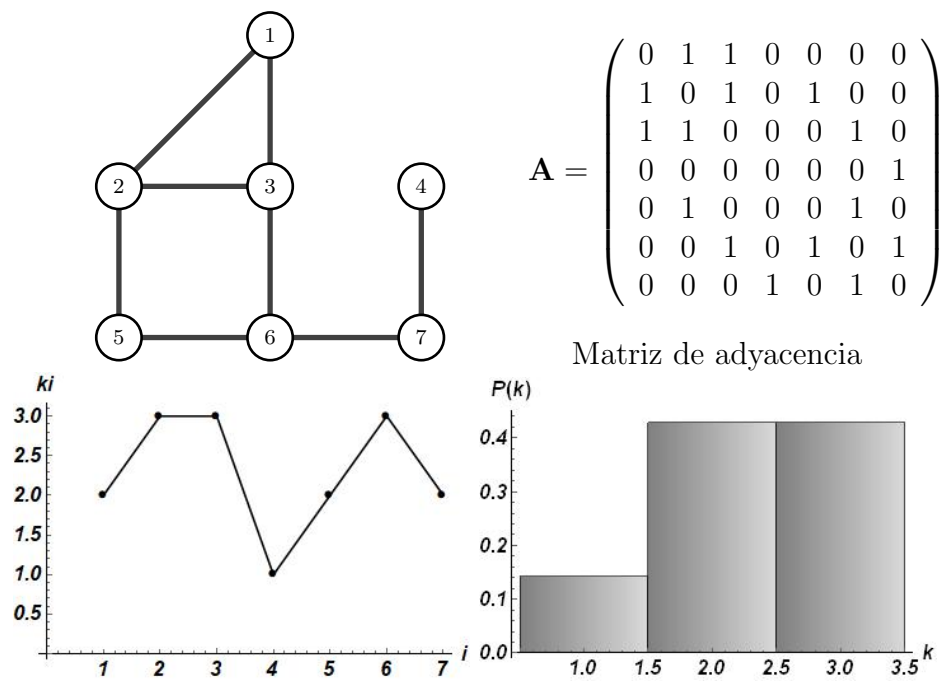 1
2
3
4
5
6
7
A =
0 1 1 0 0 0 0
1 0 1 0 1 0 0
1 1 0 0 0 1 0
0 0 0 0 0 0 1
0 1 0 0 0 1 0
0 0 1 0 1 0 1
0 0 0 1 0 1 0
Matriz de adyacencia
ki
3.0
2.5
2.0
1.5
1.0
0.5
1 2 3 4 5 6 7 i
P(k)
0.4
0.3
0.2
0.1
0.0
1.0 1.5 2.0 2.5 3.0 3.5 k